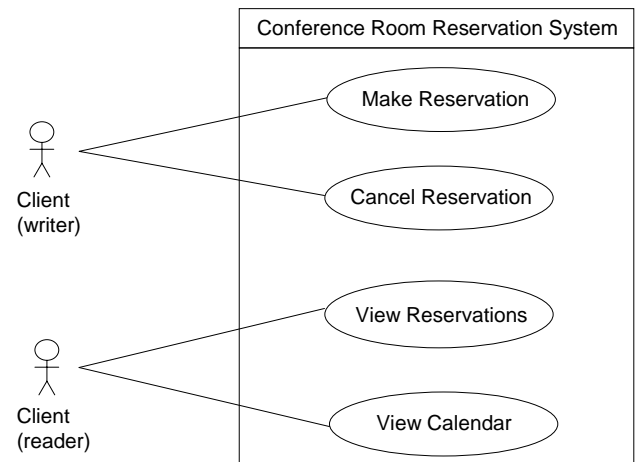 Conference Room Reservation System
Make Reservation
Client
(writer)
Cancel Reservation
View Reservations
Client
(reader)
View Calendar